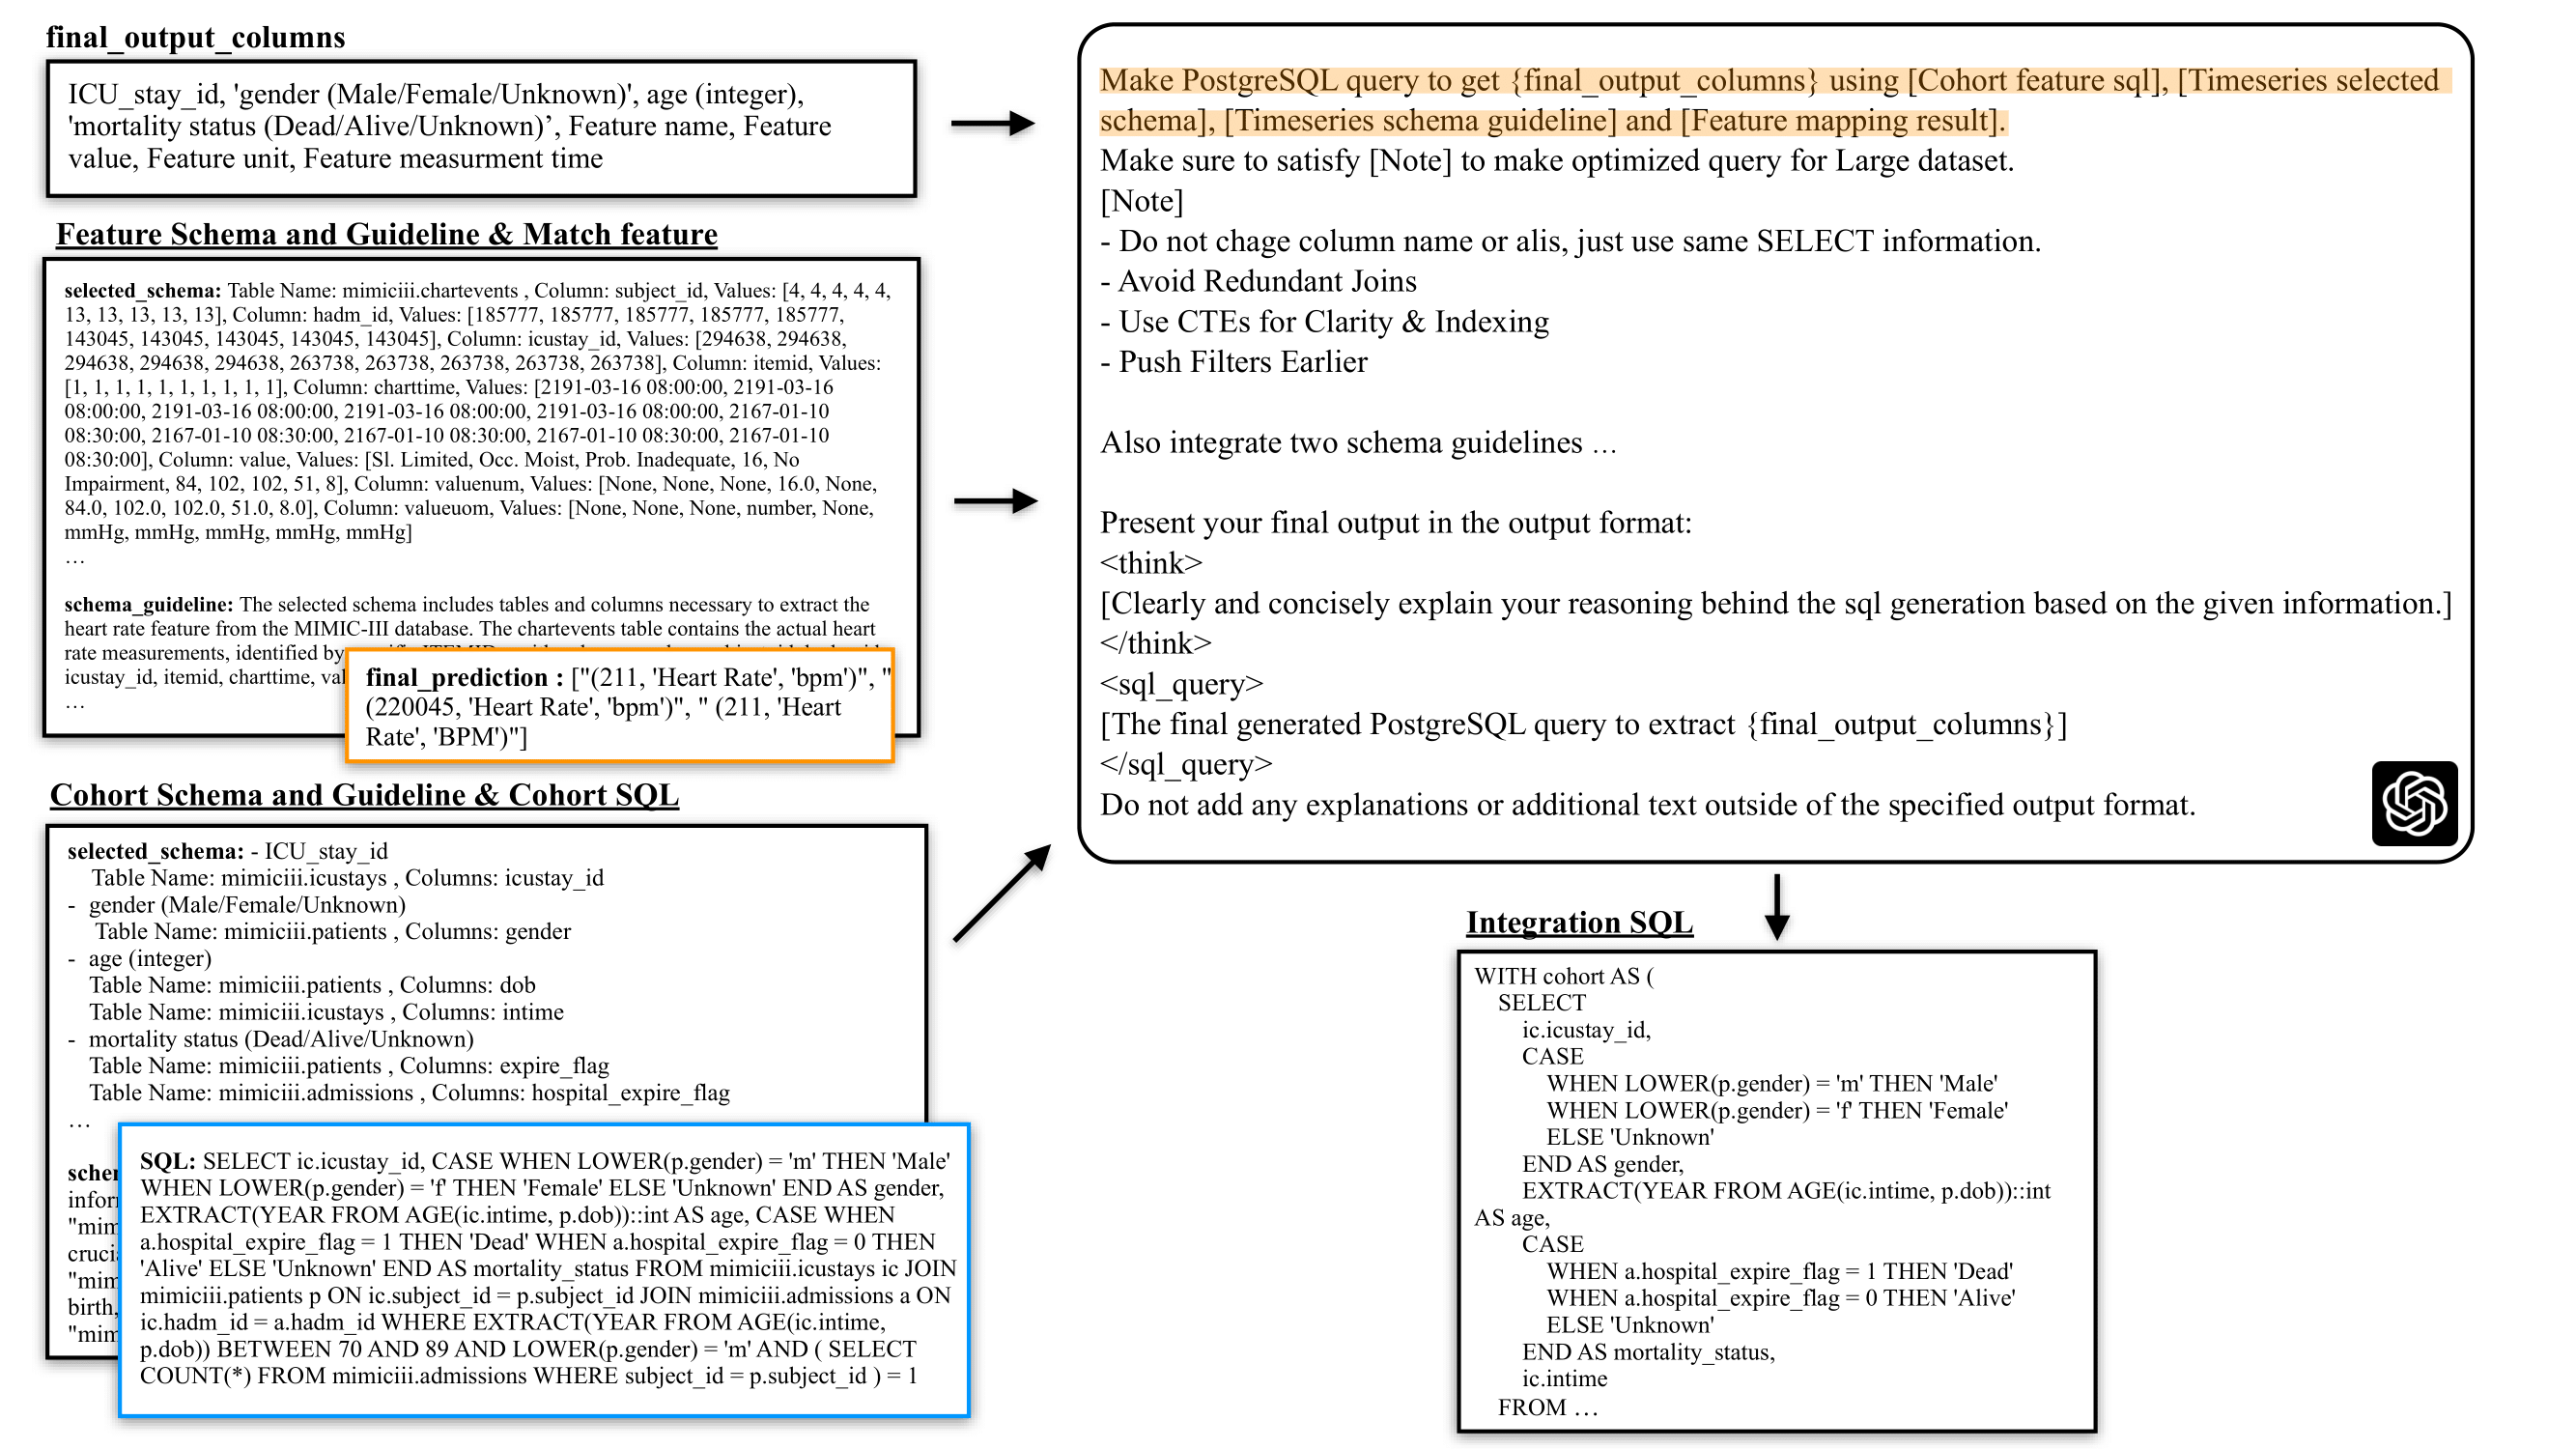 final_output_columns
ICU_stay_id, 'gender (Male/Female/Unknown)', age (integer),
'mortality status (Dead/Alive/Unknown)’, Feature name, Feature
value, Feature unit, Feature measurment time
Feature Schema and Guideline & Match feature
selected_schema: Table Name: mimiciii.chartevents , Column: subject_id, Values: [4, 4, 4, 4, 4,
13, 13, 13, 13, 13], Column: hadm_id, Values: [185777, 185777, 185777, 185777, 185777,
143045, 143045, 143045, 143045, 143045], Column: icustay_id, Values: [294638, 294638,
294638, 294638, 294638, 263738, 263738, 263738, 263738, 263738], Column: itemid, Values:
[1, 1, 1, 1, 1, 1, 1, 1, 1, 1], Column: charttime, Values: [2191-03-16 08:00:00, 2191-03-16
08:00:00, 2191-03-16 08:00:00, 2191-03-16 08:00:00, 2191-03-16 08:00:00, 2167-01-10
08:30:00, 2167-01-10 08:30:00, 2167-01-10 08:30:00, 2167-01-10 08:30:00, 2167-01-10
08:30:00], Column: value, Values: [Sl. Limited, Occ. Moist, Prob. Inadequate, 16, No
Impairment, 84, 102, 102, 51, 8], Column: valuenum, Values: [None, None, None, 16.0, None,
84.0, 102.0, 102.0, 51.0, 8.0], Column: valueuom, Values: [None, None, None, number, None,
mmHg, mmHg, mmHg, mmHg, mmHg]
…
schema_guideline: The selected schema includes tables and columns necessary to extract the
heart rate feature from the MIMIC-III database. The chartevents table contains the actual heart
rate measurements, identified by
icustay_id, itemid, charttime,
…
final_prediction : ["(211, 'Heart Rate', 'bpm')", "
(220045, 'Heart Rate', 'bpm')", " (211, 'Heart
Rate', 'BPM')"]
Cohort Schema and Guideline & Cohort SQL
selected_schema: - ICU_stay_id
Table Name: mimiciii.icustays , Columns: icustay_id
- gender (Male/Female/Unknown)
Table Name: mimiciii.patients , Columns: gender
- age (integer)
Table Name: mimiciii.patients , Columns: dob
Table Name: mimiciii.icustays , Columns: intime
- mortality status (Dead/Alive/Unknown)
Table Name: mimiciii.patients , Columns: expire_flag
Table Name: mimiciii.admissions , Columns: hospital_expire_flag
…
birth,
SQL: SELECT ic.icustay_id, CASE WHEN LOWER(p.gender) = 'm' THEN 'Male'
WHEN LOWER(p.gender) = 'f' THEN 'Female' ELSE 'Unknown' END AS gender,
EXTRACT(YEAR FROM AGE(ic.intime, p.dob))::int AS age, CASE WHEN
a.hospital_expire_flag = 1 THEN 'Dead' WHEN a.hospital_expire_flag = 0 THEN
'Alive' ELSE 'Unknown' END AS mortality_status FROM mimiciii.icustays ic JOIN
mimiciii.patients p ON ic.subject_id = p.subject_id JOIN mimiciii.admissions a ON
ic.hadm_id = a.hadm_id WHERE EXTRACT(YEAR FROM AGE(ic.intime,
p.dob)) BETWEEN 70 AND 89 AND LOWER(p.gender) = 'm' AND ( SELECT
COUNT(*) FROM mimiciii.admissions WHERE subject_id = p.subject_id ) = 1
Make PostgreSQL query to get {final_output_columns} using [Cohort feature sql], [Timeseries selected
schema], [Timeseries schema guideline] and [Feature mapping result].
Make sure to satisfy [Note] to make optimized query for Large dataset.
[Note]
- Do not chage column name or alis, just use same SELECT information.
- Avoid Redundant Joins
- Use CTEs for Clarity & Indexing
- Push Filters Earlier
Also integrate two schema guidelines …
Present your final output in the output format:
<think>
[Clearly and concisely explain your reasoning behind the sql generation based on the given information.]
</think>
<sql_query>
[The final generated PostgreSQL query to extract {final_output_columns}]
</sql_query>
Do not add any explanations or additional text outside of the specified output format.
Integration SQL
WITH cohort AS (
SELECT
ic.icustay_id,
CASE
WHEN LOWER(p.gender) = 'm' THEN 'Male'
WHEN LOWER(p.gender) = 'f' THEN 'Female'
ELSE 'Unknown'
END AS gender,
EXTRACT(YEAR FROM AGE(ic.intime, p.dob))::int
AS age,
CASE
WHEN a.hospital_expire_flag = 1 THEN 'Dead'
WHEN a.hospital_expire_flag = 0 THEN 'Alive'
ELSE 'Unknown'
END AS mortality_status,
ic.intime
FROM …